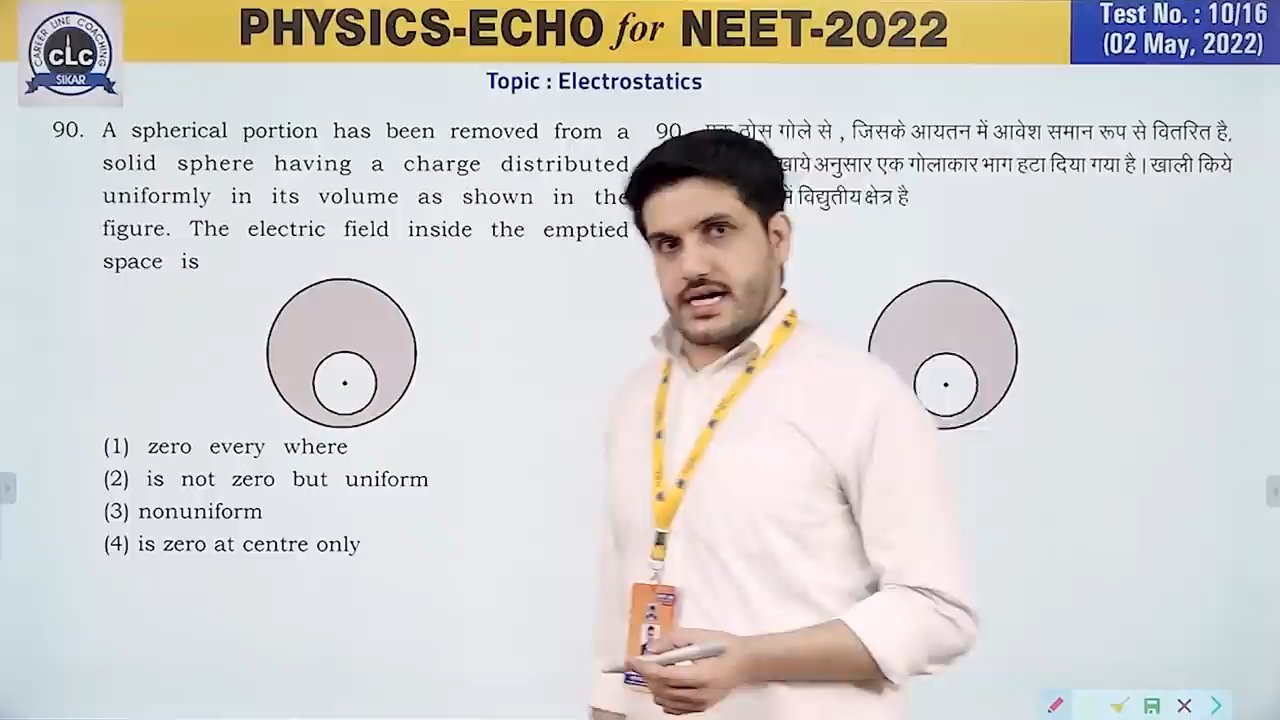 PHYSICS-ECHO for NEET-2022
Test No. : 10/16
(02 May, 2022)
CAREER LINE COACHING
CLC
SIKAR
Topic : Electrostatics
90. A spherical portion has been removed from a
solid sphere having a charge distributed
uniformly in its volume as shown in the
figure. The electric field inside the emptied
space is
(1) zero every where
(2) is not zero but uniform
(3) nonuniform
(4) is zero at centre only
90. ठोस गोले से , जिसके आयतन में आवेश समान रूप से वितरित है,
अनुसार एक गोलाकार भाग हटा दिया गया है। खाली किये
में विद्युतीय क्षेत्र है